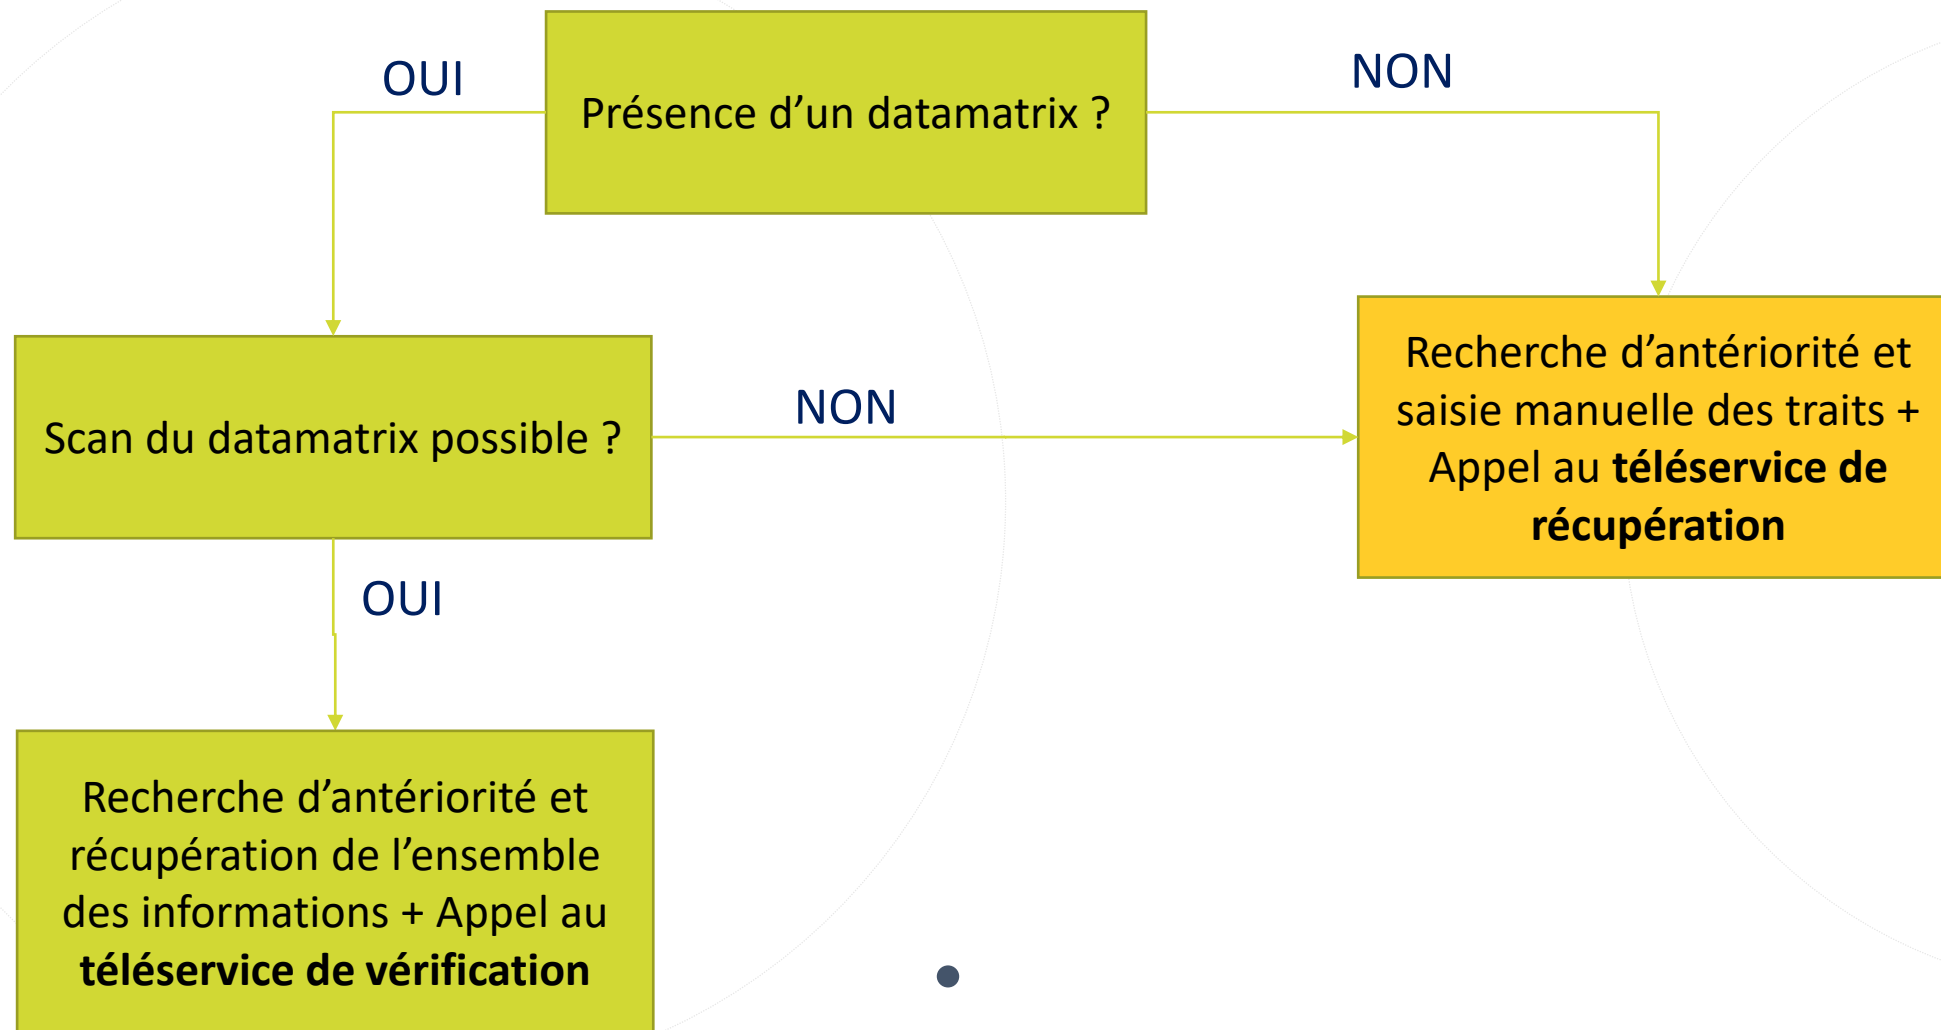 OUI
Présence d’un datamatrix ?
NON
Scan du datamatrix possible ?
NON
Recherche d’antériorité et
saisie manuelle des traits +
Appel au téléservice de
récupération
OUI
Recherche d’antériorité et
récupération de l’ensemble
des informations + Appel au
téléservice de vérification